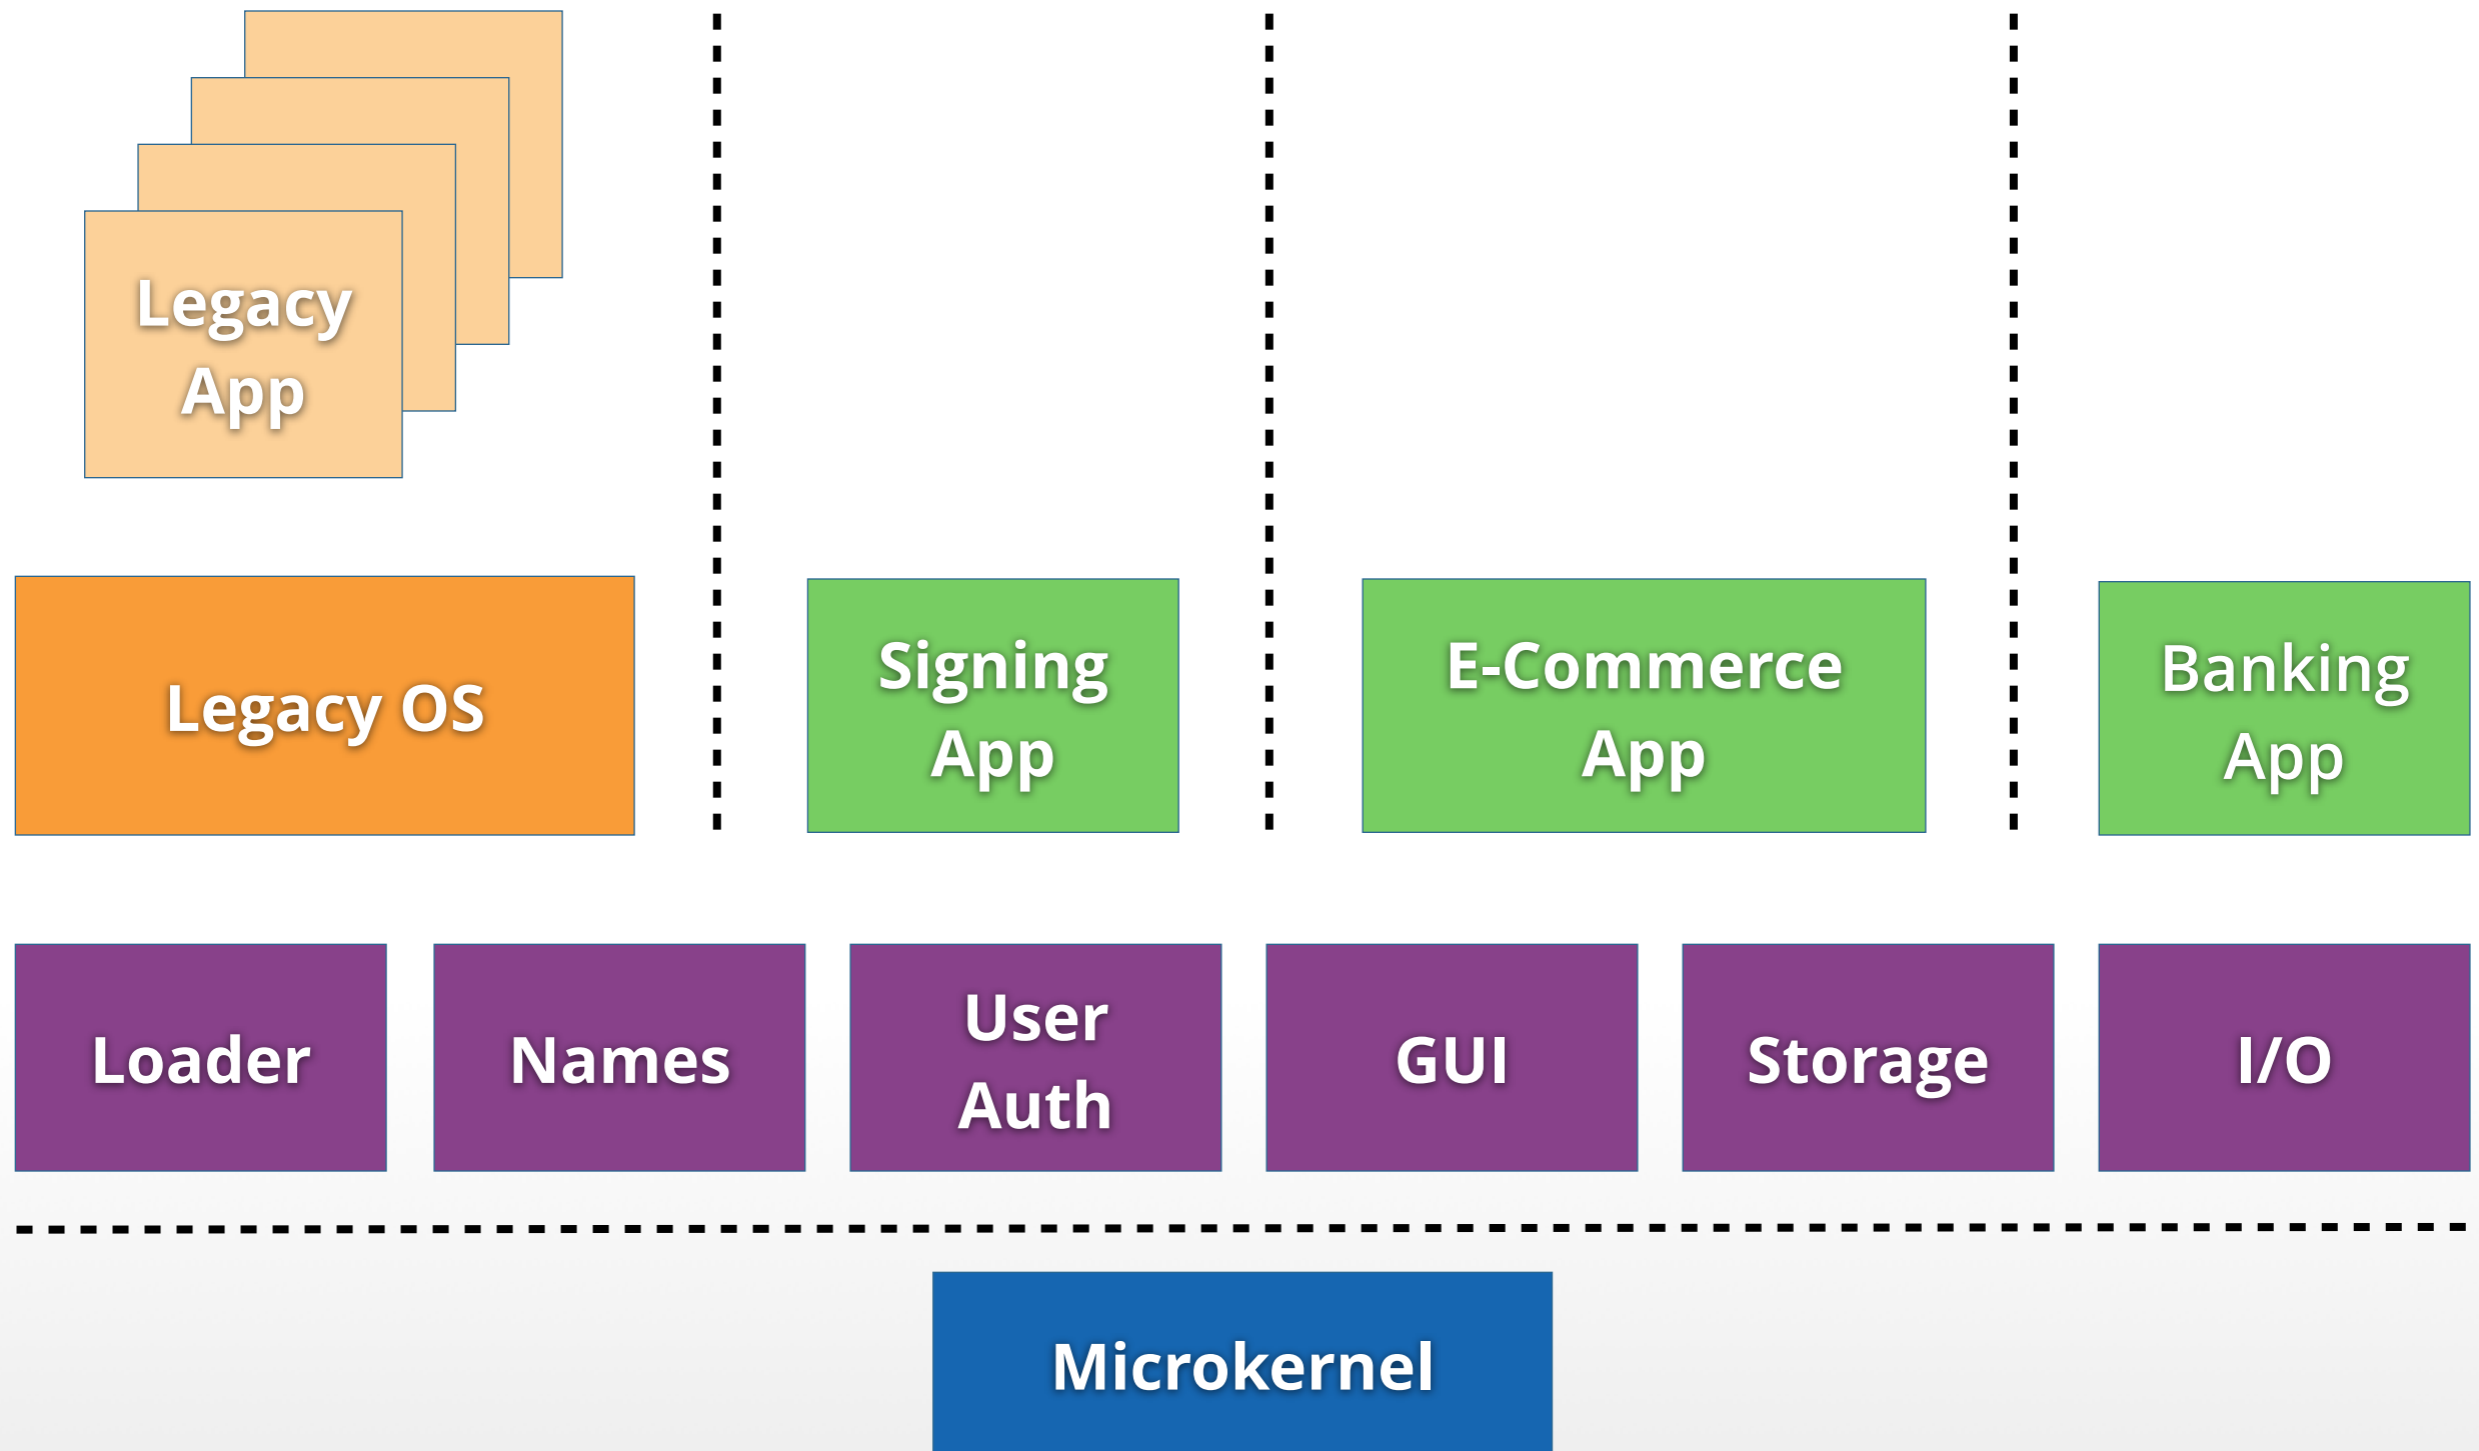 Legacy
App
Legacy OS
Signing
App
E-Commerce
App
Banking
App
Loader
Names
User
Auth
GUI
Storage
I/O
Microkernel